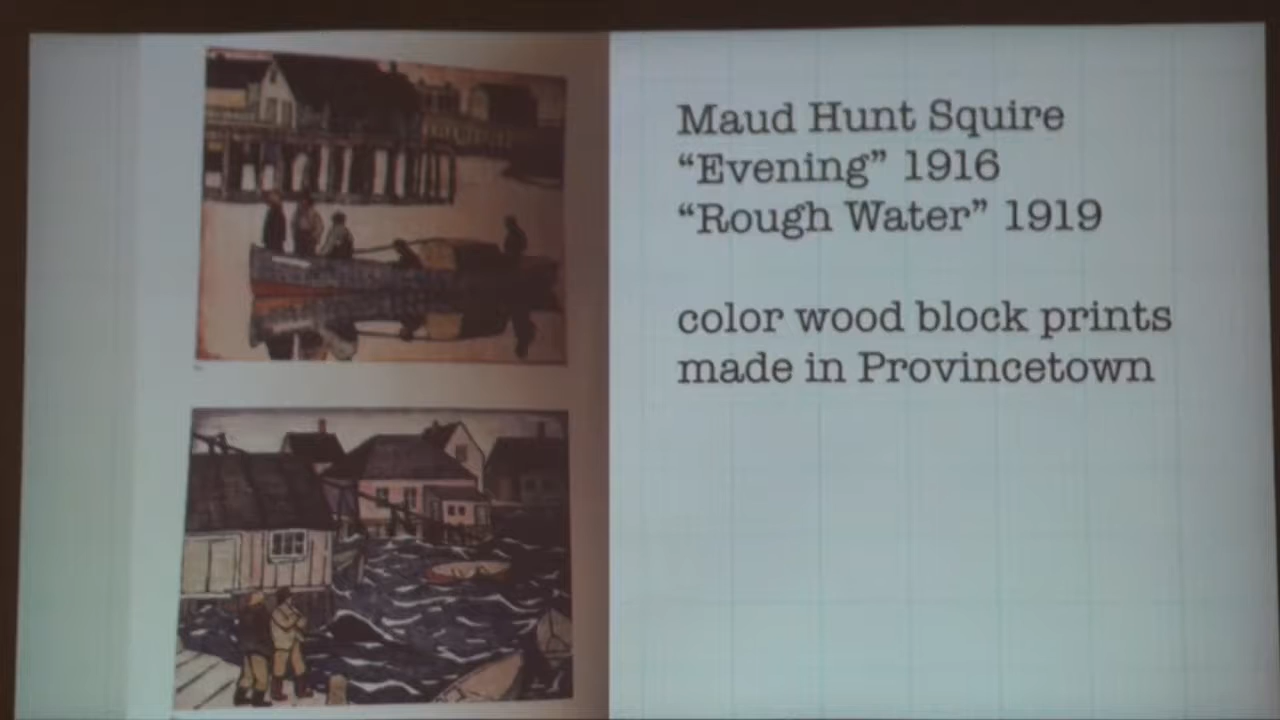 Maud Hunt Squire
“Evening” 1916
“Rough Water” 1919
color wood block prints
made in Provincetown